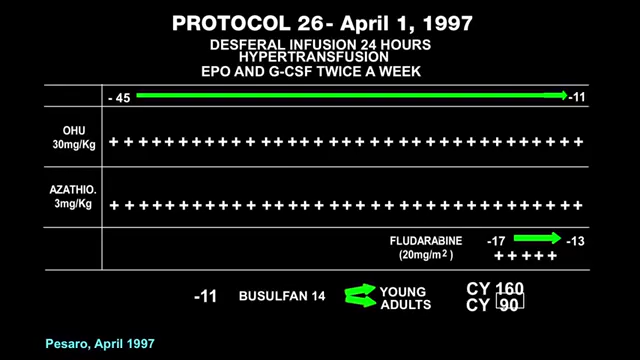 PROTOCOL 26- April 1, 1997
DESFERAL INFUSION 24 HOURS
HYPERTRANSFUSION
EPO AND G-CSF TWICE A WEEK
- 45 -11
OHU
30mg/Kg
+ + + + + + + + + + + + + + + + + + + + + + + + + + + + + + + + + + +
AZATHIO.
3mg/Kg
+ + + + + + + + + + + + + + + + + + + + + + + + + + + + + + + + + + +
FLUDARABINE -17 -13
(20mg/m²) + + + + +
-11 BUSULFAN 14 YOUNG CY 160
ADULTS CY 90
Pesaro, April 1997